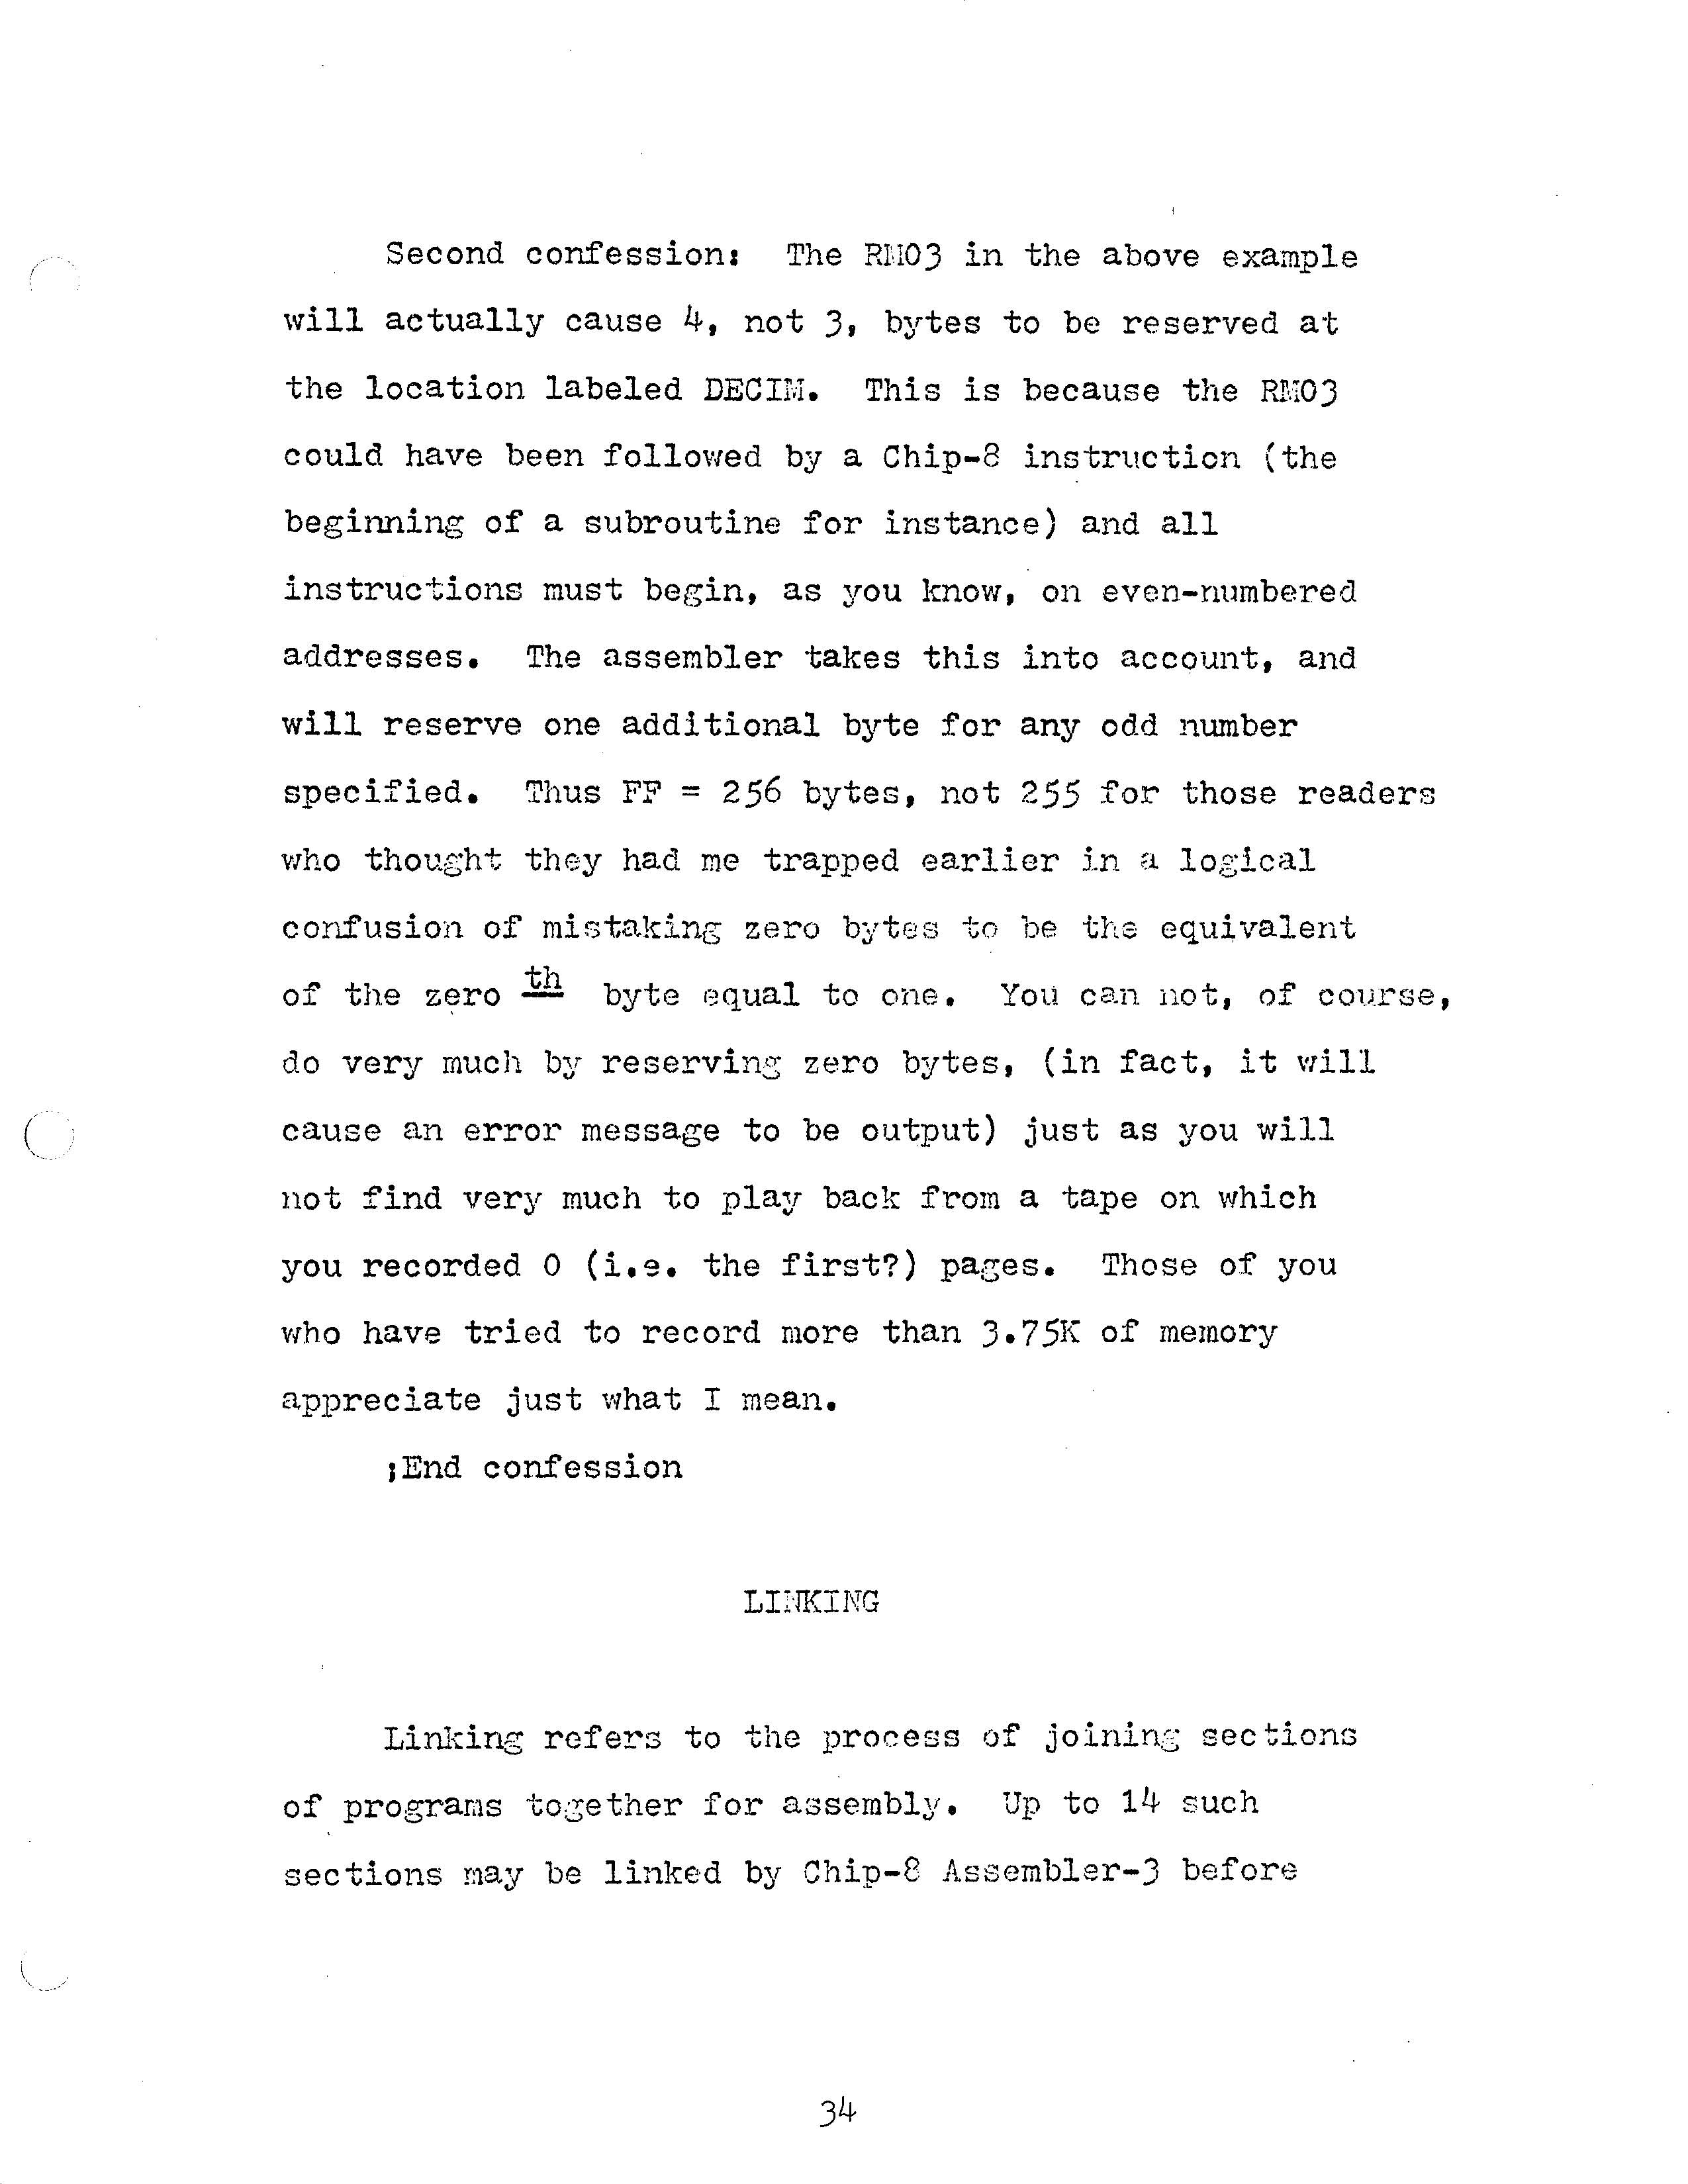 Second confession:  The RM03 in the above example
will actually cause 4, not 3, bytes to be reserved at
the location labeled DECIM.  This is because the RM03
could have been followed by a Chip-8 instruction (the
beginning of a subroutine for instance) and all
instructions must begin, as you know, on even-numbered
addresses.  The assembler takes this into account, and
will reserve one additional byte for any odd number
specified.  Thus FF = 256 bytes, not 255 for those readers
who thought they had me trapped earlier in a logical
confusion of mistaking zero bytes to be the equivalent
of the zero th byte equal to one.  You can not, of course,
do very much by reserving zero bytes, (in fact, it will
cause an error message to be output) just as you will
not find very much to play back from a tape on which
you recorded 0 (i.e. the first?) pages.  Those of you
who have tried to record more than 3.75K of memory
appreciate just what I mean.
;End confession
LINKING
Linking refers to the process of joining sections
of programs together for assembly.  Up to 14 such
sections may be linked by Chip-8 Assembler-3 before
34